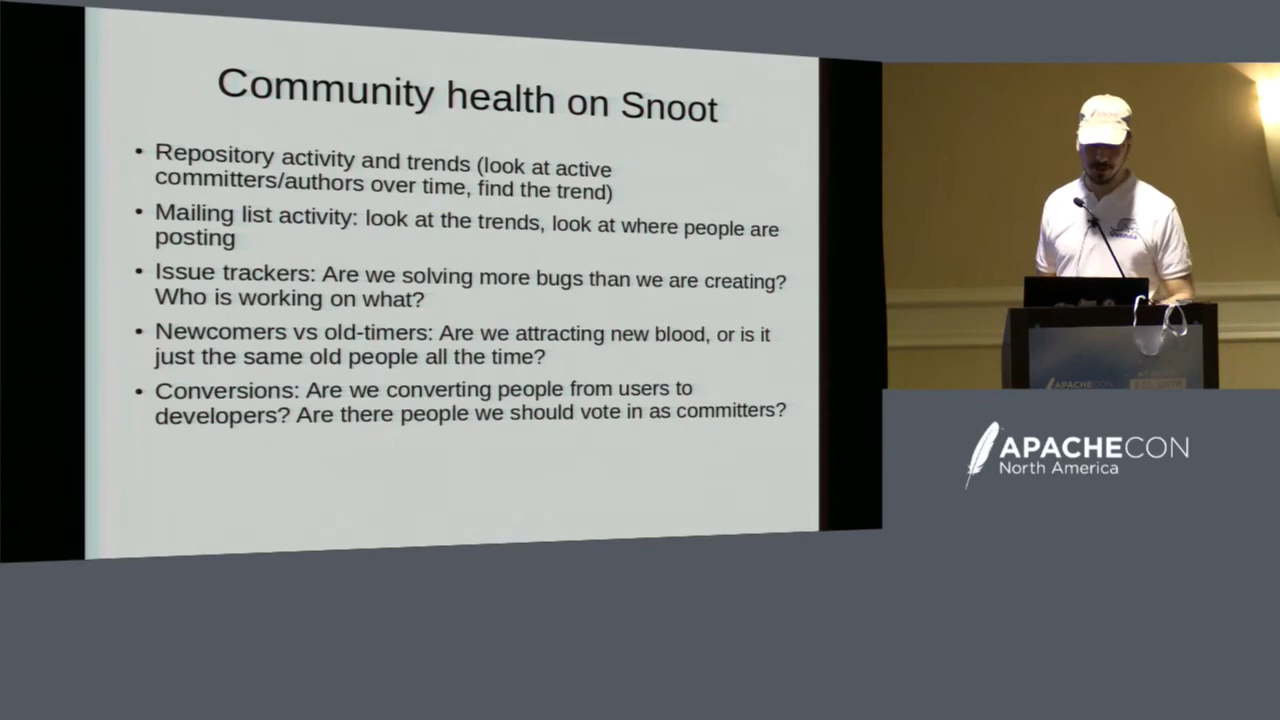 Community health on Snoot
• Repository activity and trends (look at active
committers/authors over time, find the trend)
• Mailing list activity: look at the trends, look at where people are
posting
• Issue trackers: Are we solving more bugs than we are creating?
Who is working on what?
• Newcomers vs old-timers: Are we attracting new blood, or is it
just the same old people all the time?
• Conversions: Are we converting people from users to
developers? Are there people we should vote in as committers?
APACHECON
APACHECON
North America